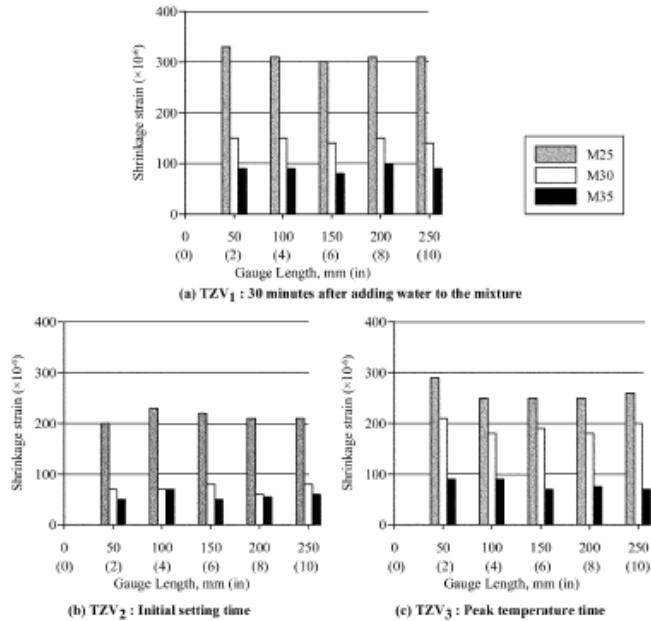 400
300
200
100
0
Shrinkage strain (×10⁻⁶)
0 50 100 150 200 250
(0) (2) (4) (6) (8) (10)
Gauge Length, mm (in)
M25
M30
M35
(a) TZV₁ : 30 minutes after adding water to the mixture
400
300
200
100
0
Shrinkage strain (×10⁻⁶)
0 50 100 150 200 250
(0) (2) (4) (6) (8) (10)
Gauge Length, mm (in)
(b) TZV₂ : Initial setting time
400
300
200
100
0
Shrinkage strain (×10⁻⁶)
0 50 100 150 200 250
(0) (2) (4) (6) (8) (10)
Gauge Length, mm (in)
(c) TZV₃ : Peak temperature time